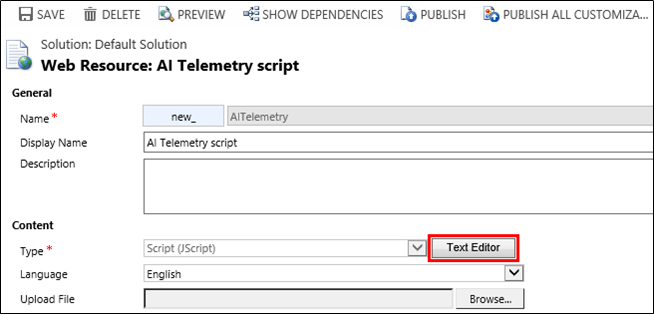 SAVE DELETE PREVIEW SHOW DEPENDENCIES PUBLISH PUBLISH ALL CUSTOMIZA...
Solution: Default Solution
Web Resource: AI Telemetry script
General
Name * new_ AITelemetry
Display Name AI Telemetry script
Description
Content
Type * Script (JScript) Text Editor
Language English
Upload File Browse...